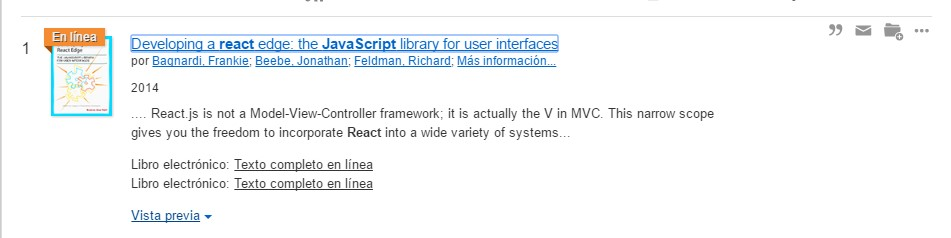 1
En línea
React Edge
Developing a react edge: the JavaScript library for user interfaces
por Bagnardi, Frankie; Beebe, Jonathan; Feldman, Richard; Más información...
2014
.... React.js is not a Model-View-Controller framework; it is actually the V in MVC. This narrow scope
gives you the freedom to incorporate React into a wide variety of systems...
Libro electrónico: Texto completo en línea
Libro electrónico: Texto completo en línea
Vista previa